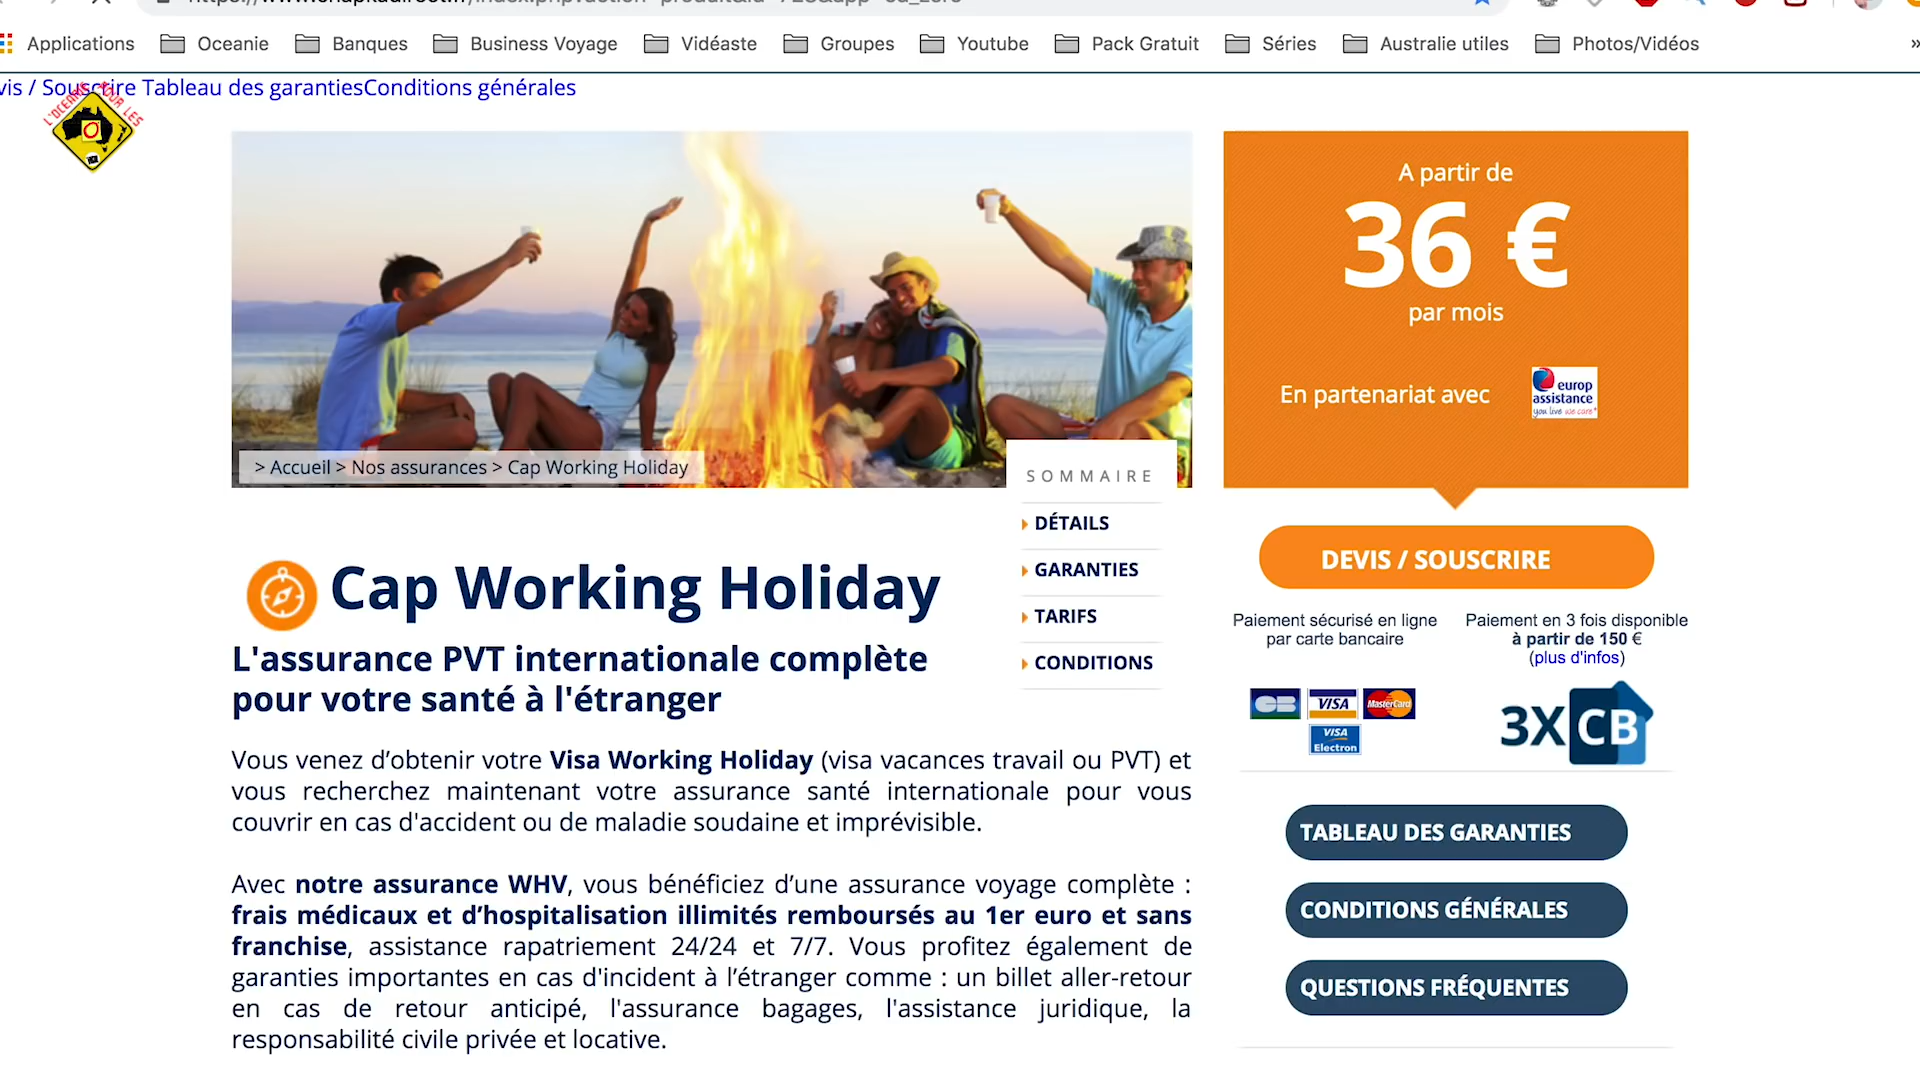 Applications Oceanie Banques Business Voyage Vidéaste Groupes Youtube Pack Gratuit Séries Australie utiles Photos/Vidéos »
vis / Souscrire Tableau des garantiesConditions générales
L'OCEANIE POUR LES
> Accueil > Nos assurances > Cap Working Holiday
SOMMAIRE
DÉTAILS
GARANTIES
TARIFS
CONDITIONS
Cap Working Holiday
L'assurance PVT internationale complète
pour votre santé à l'étranger
Vous venez d’obtenir votre Visa Working Holiday (visa vacances travail ou PVT) et
vous recherchez maintenant votre assurance santé internationale pour vous
couvrir en cas d'accident ou de maladie soudaine et imprévisible.
Avec notre assurance WHV, vous bénéficiez d’une assurance voyage complète :
frais médicaux et d’hospitalisation illimités remboursés au 1er euro et sans
franchise, assistance rapatriement 24/24 et 7/7. Vous profitez également de
garanties importantes en cas d'incident à l’étranger comme : un billet aller-retour
en cas de retour anticipé, l'assurance bagages, l'assistance juridique, la
responsabilité civile privée et locative.
A partir de
36 €
par mois
En partenariat avec
europ
assistance
you live we care
DEVIS / SOUSCRIRE
Paiement sécurisé en ligne
par carte bancaire
Paiement en 3 fois disponible
à partir de 150 €
(plus d'infos)
CB VISA MasterCard
VISA
Electron
3XCB
TABLEAU DES GARANTIES
CONDITIONS GÉNÉRALES
QUESTIONS FRÉQUENTES